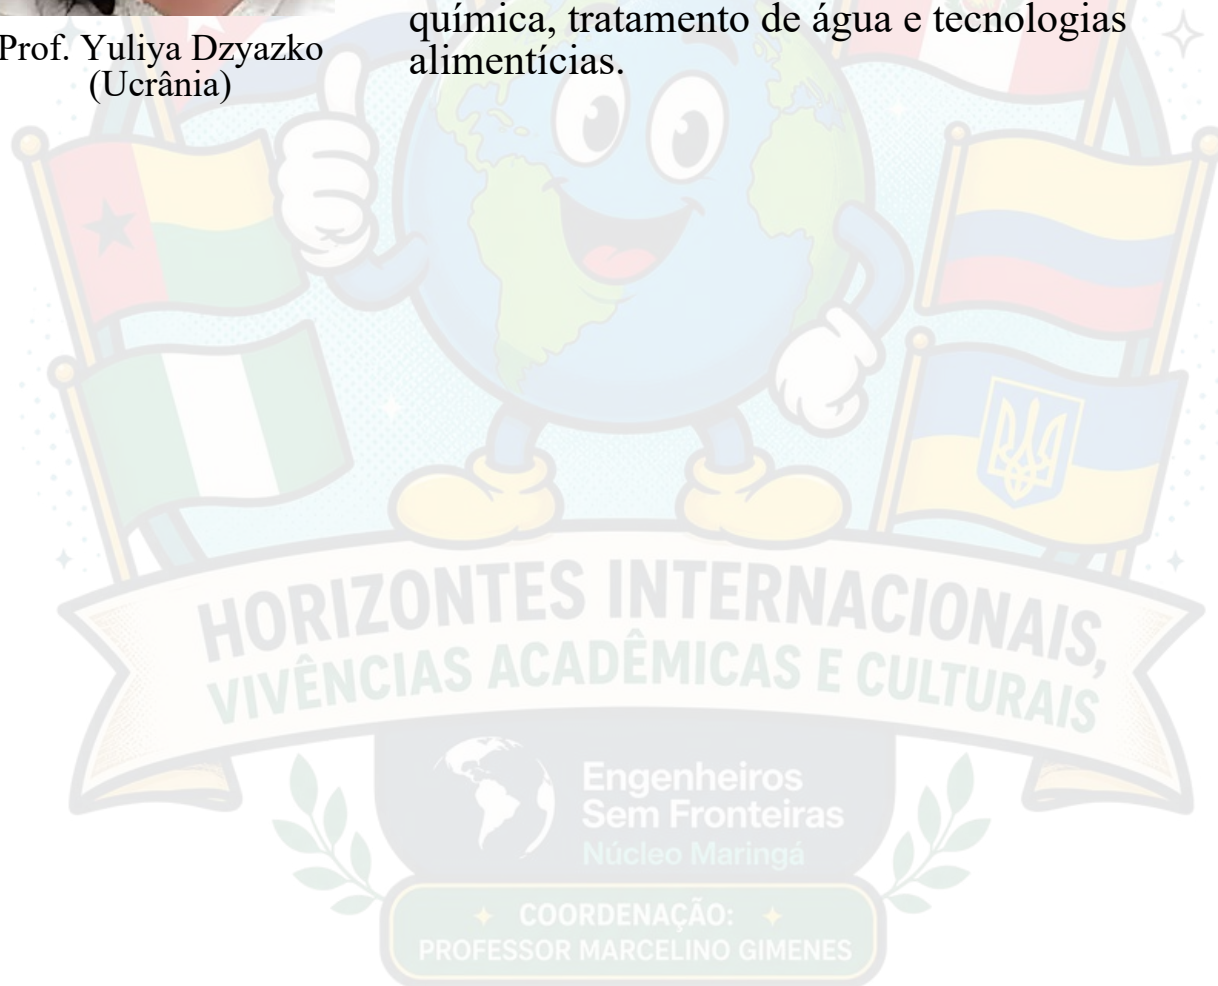 química, tratamento de água e tecnologias
alimentícias.
Prof. Yuliya Dzyazko
(Ucrânia)
HORIZONTES INTERNACIONAIS,
VIVÊNCIAS ACADÊMICAS E CULTURAIS
Engenheiros
Sem Fronteiras
Núcleo Maringá
COORDENAÇÃO:
PROFESSOR MARCELINO GIMENES